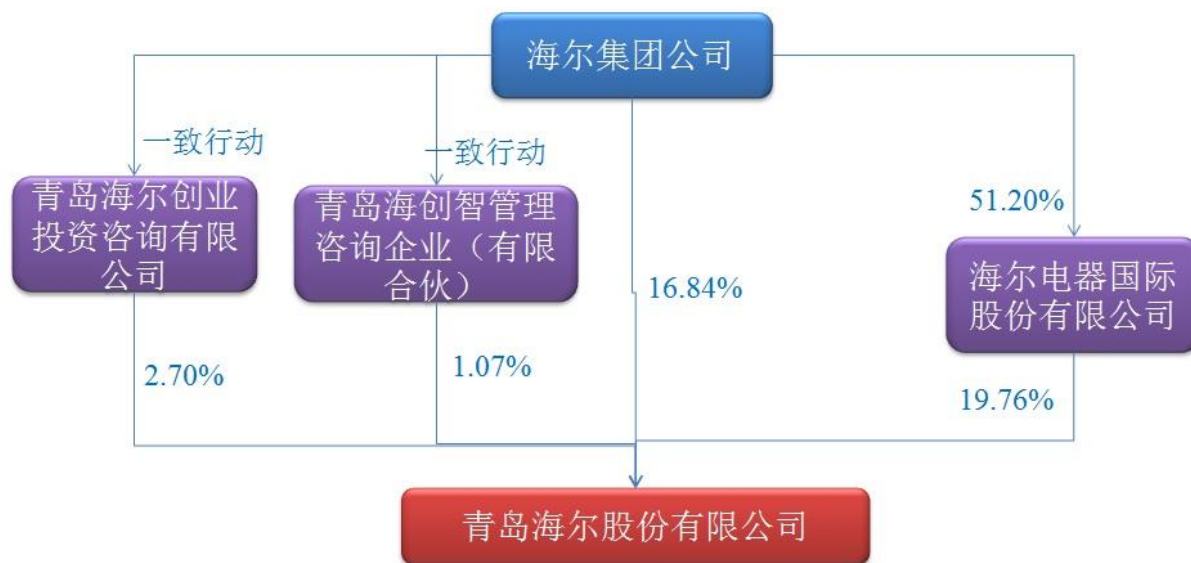 海尔集团公司
一致行动
一致行动
青岛海尔创业
投资咨询有限
公司
青岛海创智管理
咨询企业（有限
合伙）
51.20%
16.84%
海尔电器国际
股份有限公司
2.70%
1.07%
19.76%
青岛海尔股份有限公司